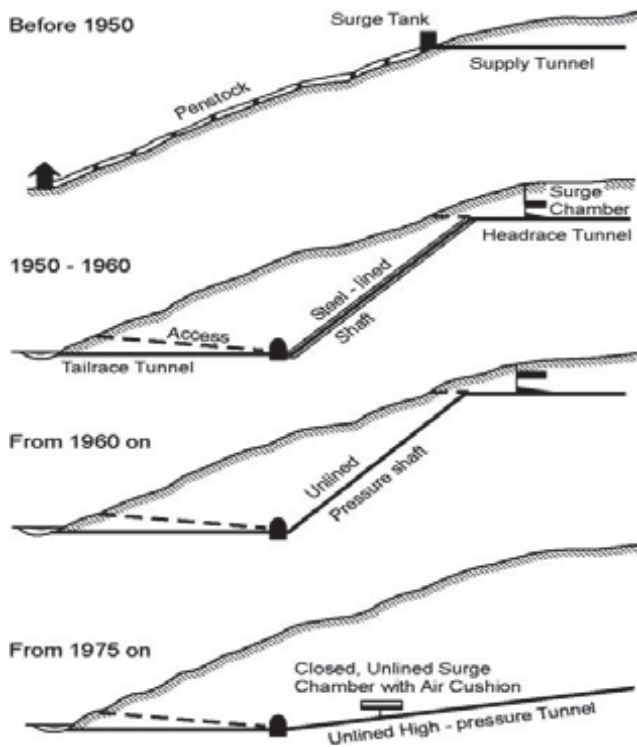 Before 1950
Surge Tank
Supply Tunnel
Penstock
Surge
Chamber
Headrace Tunnel
1950 - 1960
Steel - lined
Shaft
Access
Tailrace Tunnel
From 1960 on
Unlined
Pressure shaft
From 1975 on
Closed, Unlined Surge
Chamber with Air Cushion
Unlined High - pressure Tunnel